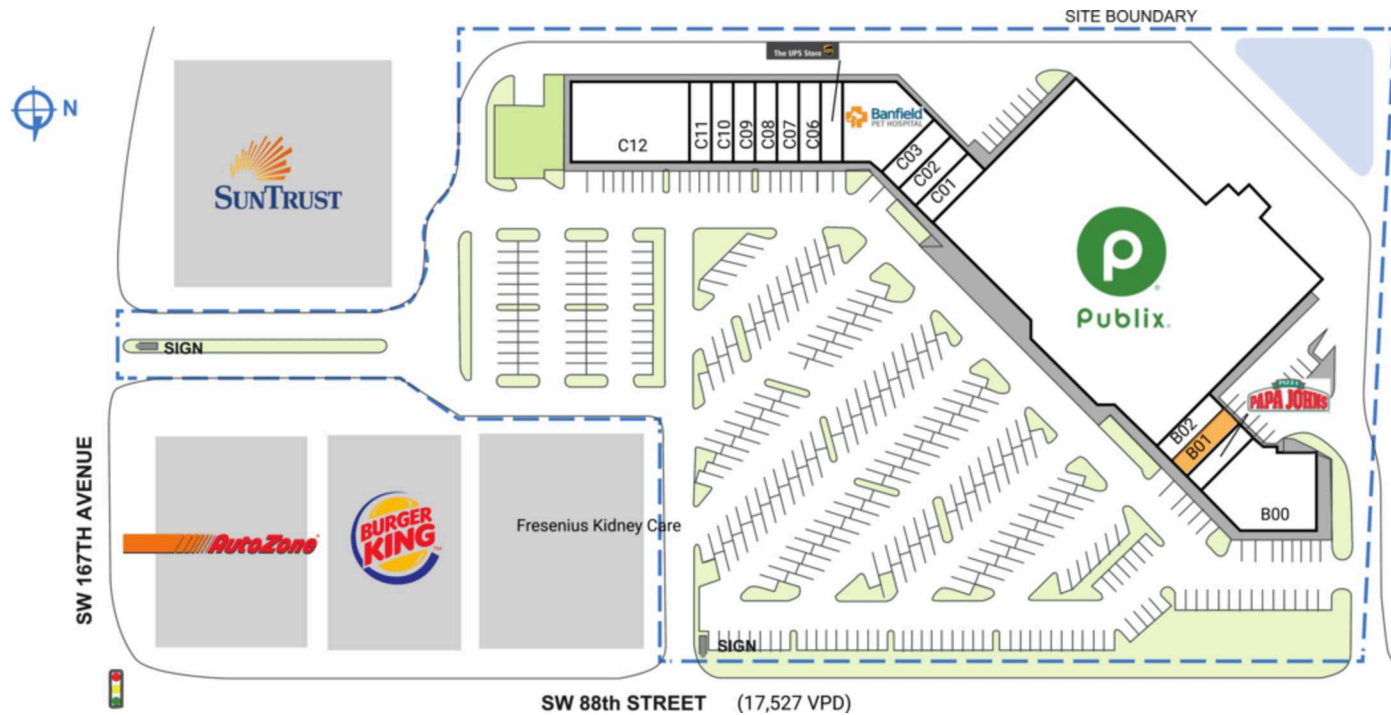 SITE BOUNDARY
The UPS Store
ups
N
SUNTRUST
C12
C11
C10
C09
C08
C07
C06
Banfield
PET HOSPITAL
C03
C02
C01
Publix.
SIGN
PAPA JOHNS
B02
B01
B00
SW 167TH AVENUE
AutoZone
BURGER
KING™
Fresenius Kidney Care
SIGN
SW 88th STREET (17,527 VPD)